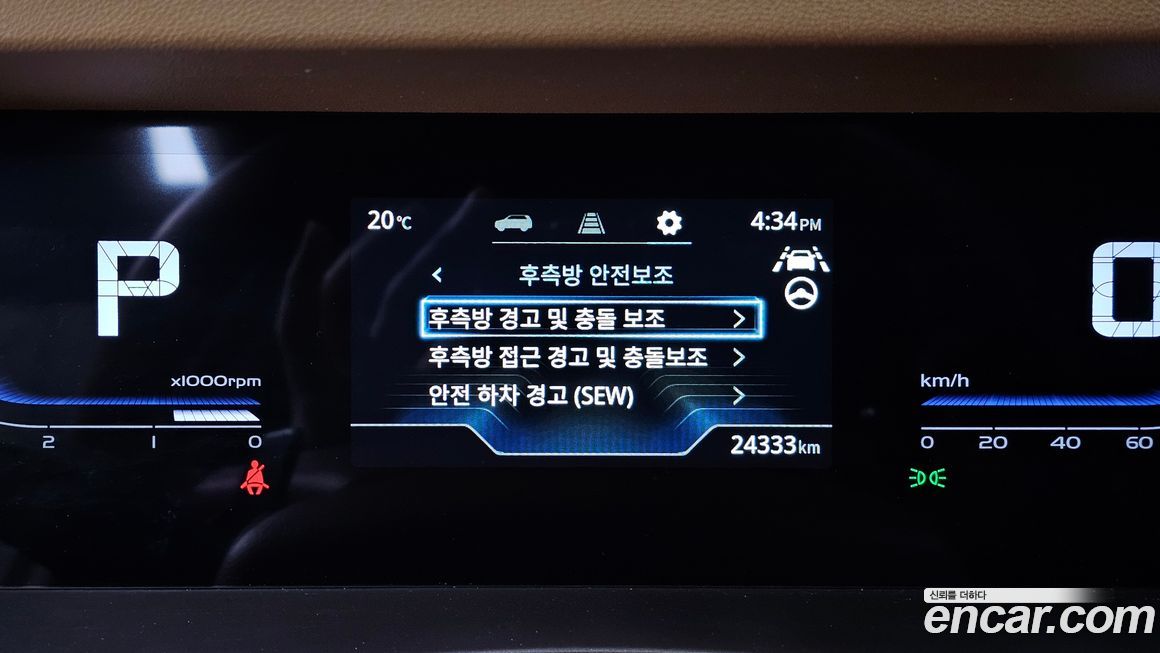 20℃
4:34PM
P
0
< 후측방 안전보조
후측방 경고 및 충돌 보조 >
후측방 접근 경고 및 충돌보조 >
안전 하차 경고 (SEW) >
x1000rpm
2 1 0
km/h
0 20 40 60
24333km
신뢰를 더하다
encar.com